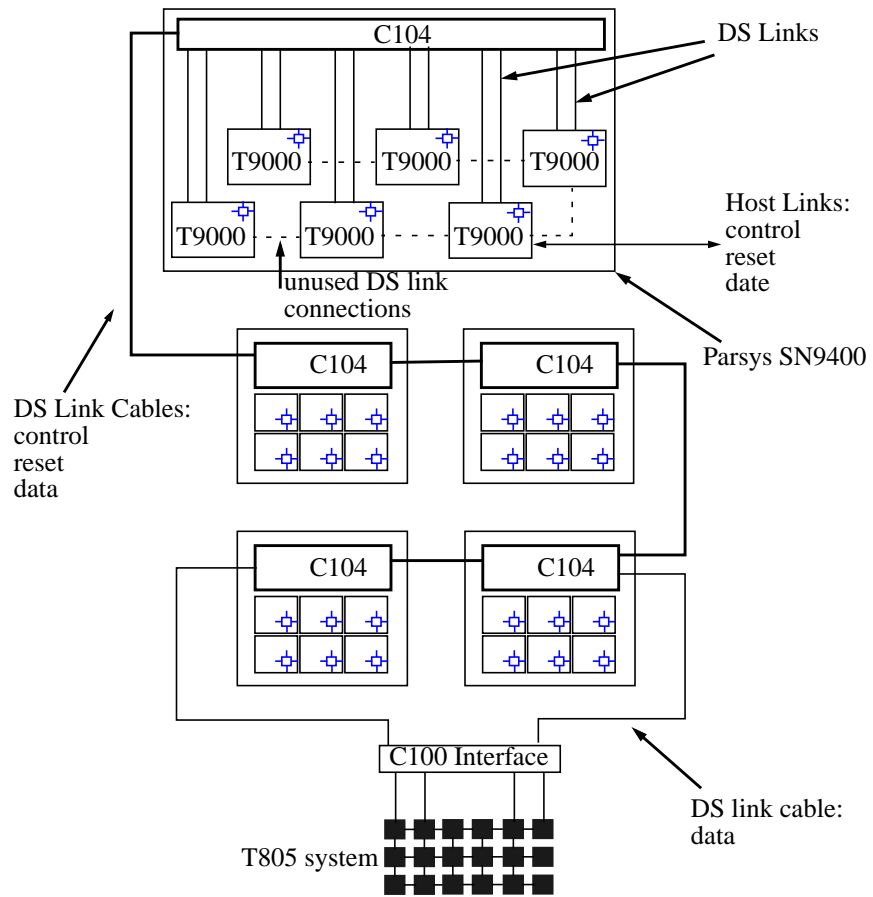 C104
DS Links
T9000
T9000
T9000
T9000
T9000
T9000
Host Links:
control
reset
date
unused DS link
connections
Parsys SN9400
C104
C104
DS Link Cables:
control
reset
data
C104
C104
C100 Interface
DS link cable:
data
T805 system